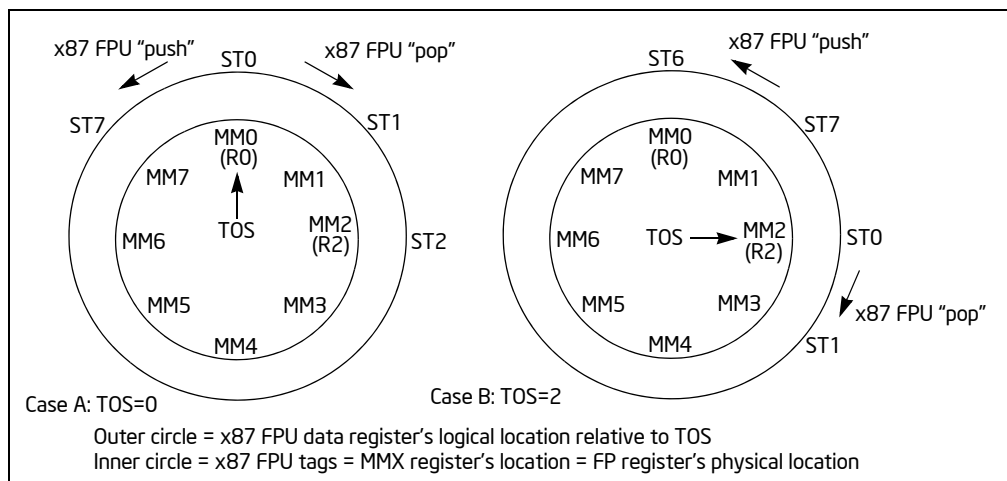 x87 FPU “push”
ST0
x87 FPU “pop”
ST7
ST1
MM0
(R0)
MM7
MM1
MM6
TOS
MM2
(R2)
ST2
MM5
MM3
MM4
Case A: TOS=0
ST6
x87 FPU “push”
ST7
MM0
(R0)
MM7
MM1
MM6
TOS
MM2
(R2)
ST0
MM5
MM3
x87 FPU “pop”
MM4
ST1
Case B: TOS=2
Outer circle = x87 FPU data register’s logical location relative to TOS
Inner circle = x87 FPU tags = MMX register’s location = FP register’s physical location